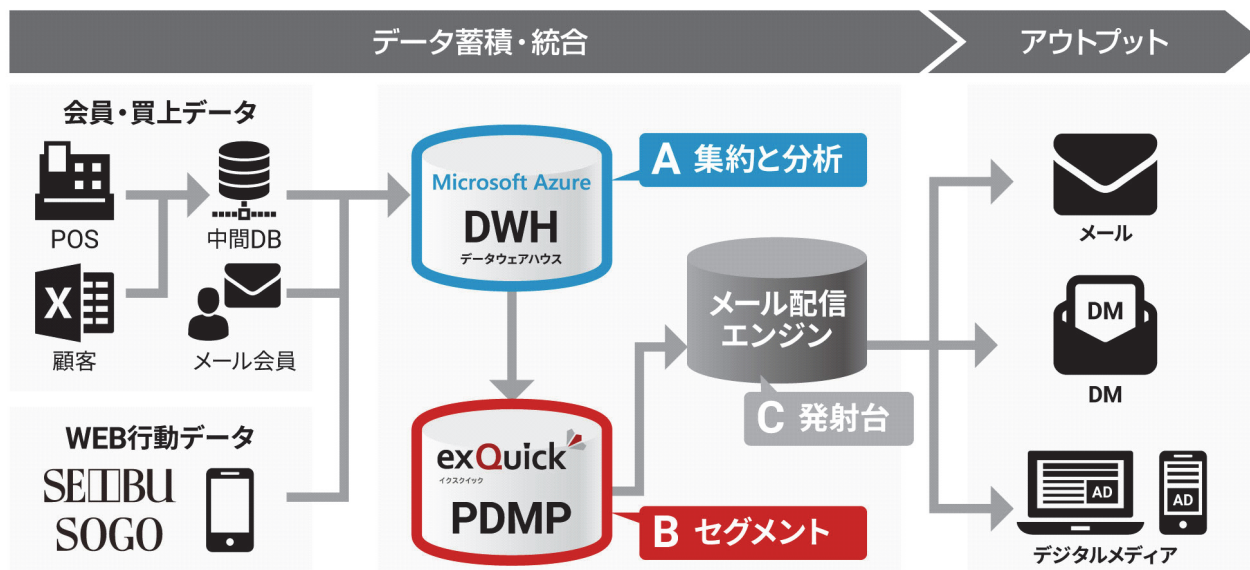 データ蓄積・統合
アウトプット
会員・買上データ
POS
中間DB
X
顧客
メール会員
WEB行動データ
SEIBU
SOGO
Microsoft Azure
DWH
データウェアハウス
A 集約と分析
exQuick
イクスクイック
PDMP
B セグメント
メール配信
エンジン
C 発射台
メール
DM
DM
AD
AD
デジタルメディア